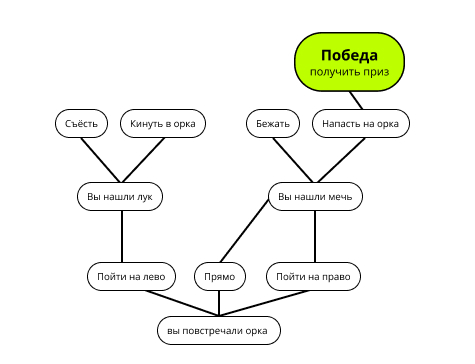 Победа
получить приз
Съёсть
Кинуть в орка
Бежать
Напасть на орка
Вы нашли лук
Вы нашли мечь
Пойти на лево
Прямо
Пойти на право
вы повстречали орка